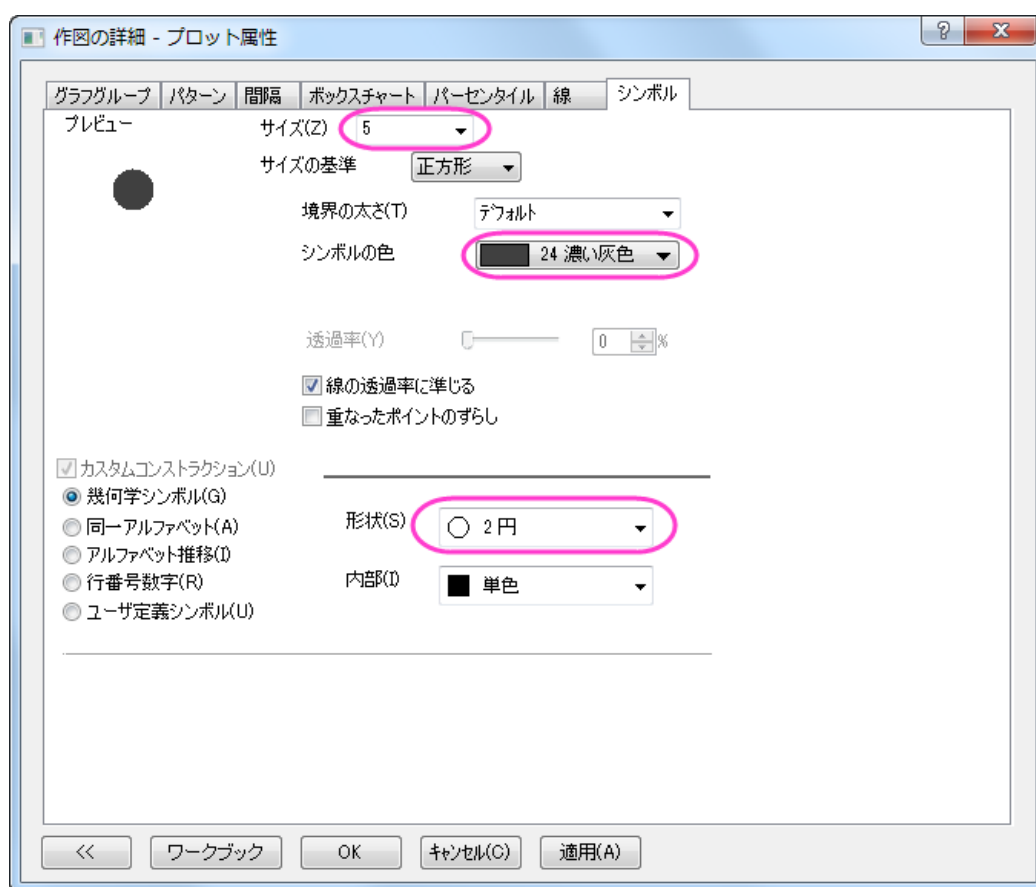 作図の詳細 - プロット属性
グラフグループ パターン 間隔 ボックスチャート パーセンタイル 線 シンボル
プレビュー サイズ(Z) 5
サイズの基準 正方形
境界の太さ(T) デフォルト
シンボルの色 24 濃い灰色
透過率(Y) 0 %
線の透過率に準じる
重なったポイントのずらし
カスタムコンストラクション(U)
幾何学シンボル(G)
同一アルファベット(A)
アルファベット推移(I)
行番号数字(R)
ユーザ定義シンボル(U)
形状(S) 2 円
内部(I) 単色
<< ワークブック OK キャンセル(C) 適用(A)